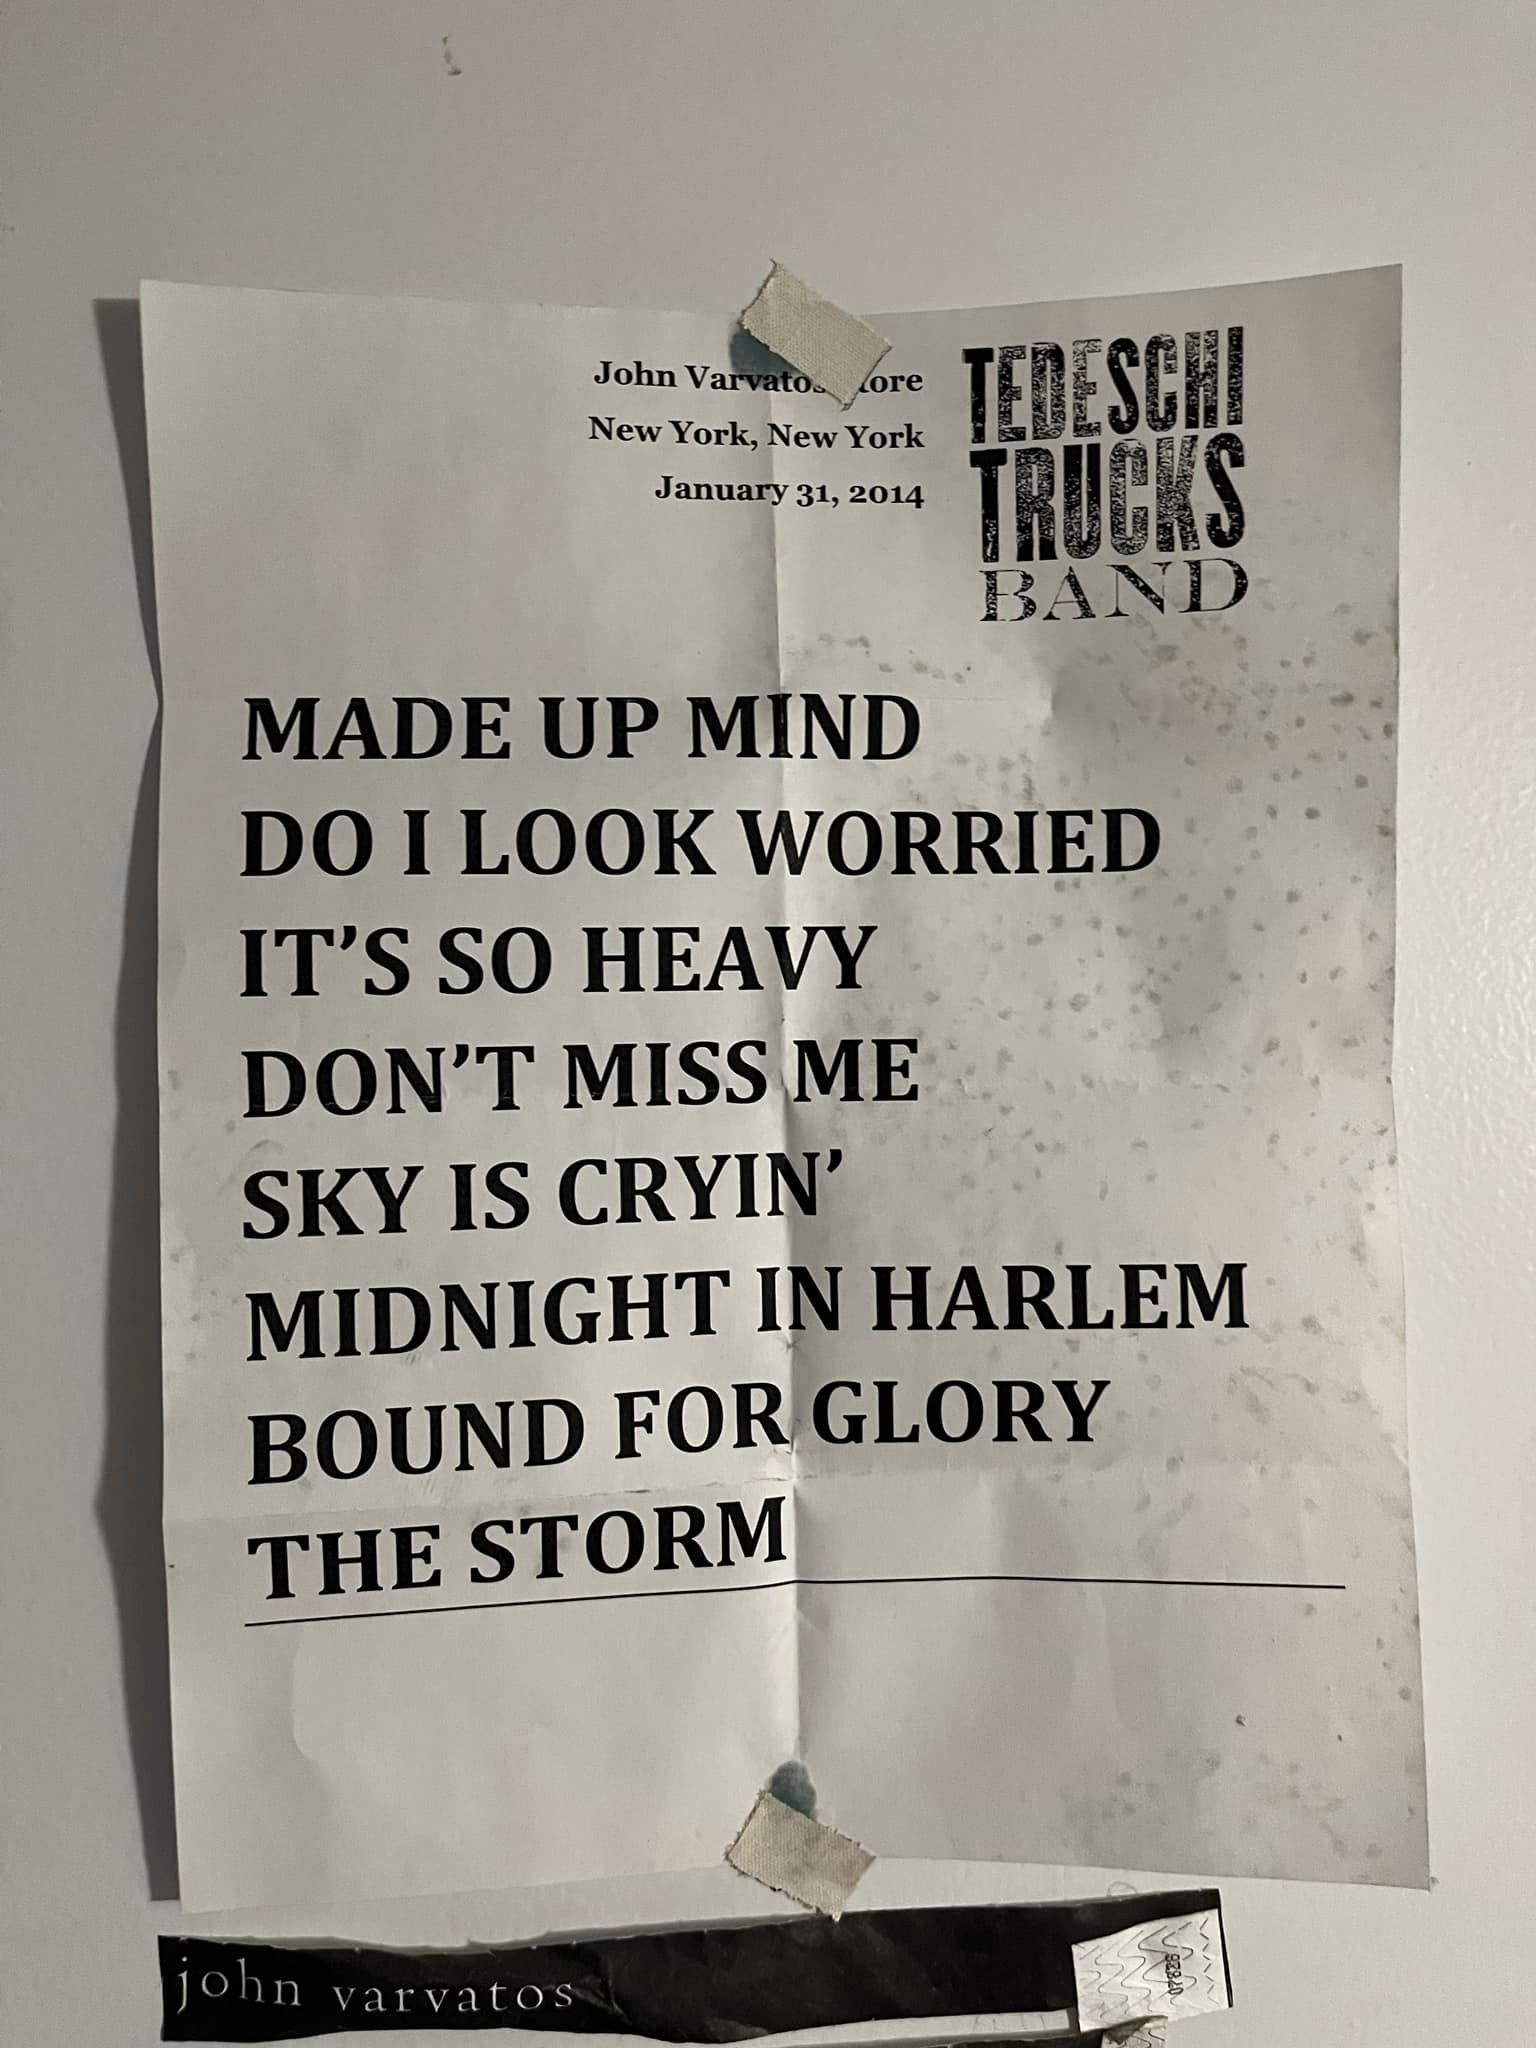 John Varvatos
New York, New York
January 31, 2014
TEDESCHI
TRUCKS
BAND
MADE UP MIND
DO I LOOK WORRIED
IT’S SO HEAVY
DON’T MISS ME
SKY IS CRYIN’
MIDNIGHT IN HARLEM
BOUND FOR GLORY
THE STORM
john varvatos
07826